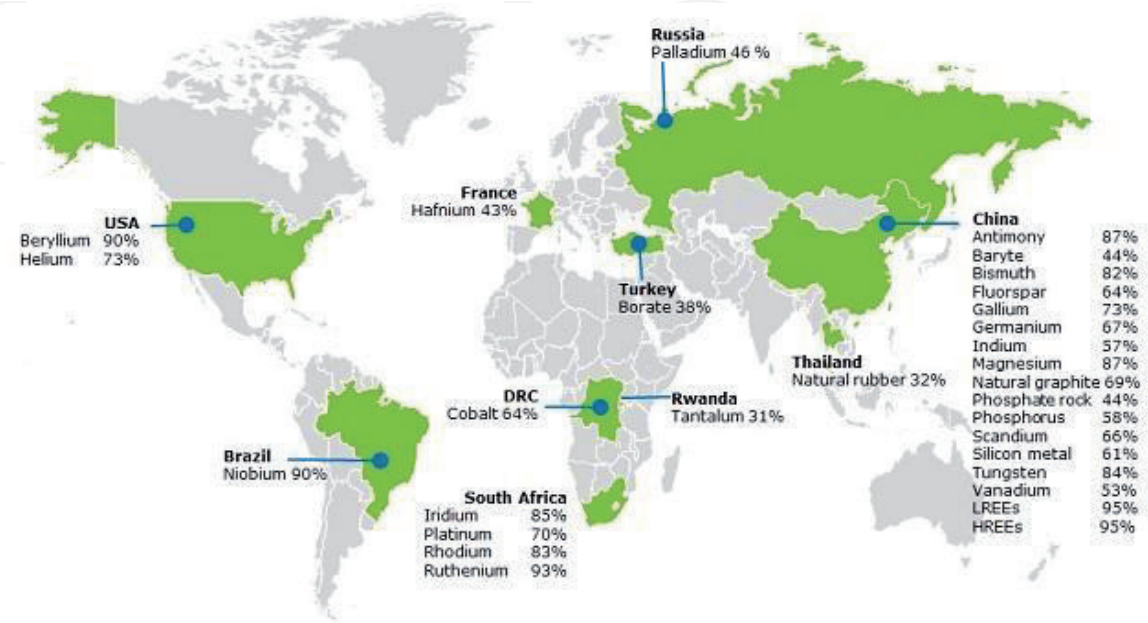 Russia
Palladium 46 %
France
Hafnium 43%
USA
Beryllium 90%
Helium 73%
Turkey
Borate 38%
China
Antimony 87%
Baryte 44%
Bismuth 82%
Fluorspar 64%
Gallium 73%
Germanium 67%
Indium 57%
Magnesium 87%
Natural graphite 69%
Phosphate rock 44%
Phosphorus 58%
Scandium 66%
Silicon metal 61%
Tungsten 84%
Vanadium 53%
LREEs 95%
HREEs 95%
Thailand
Natural rubber 32%
DRC
Cobalt 64%
Rwanda
Tantalum 31%
Brazil
Niobium 90%
South Africa
Iridium 85%
Platinum 70%
Rhodium 83%
Ruthenium 93%